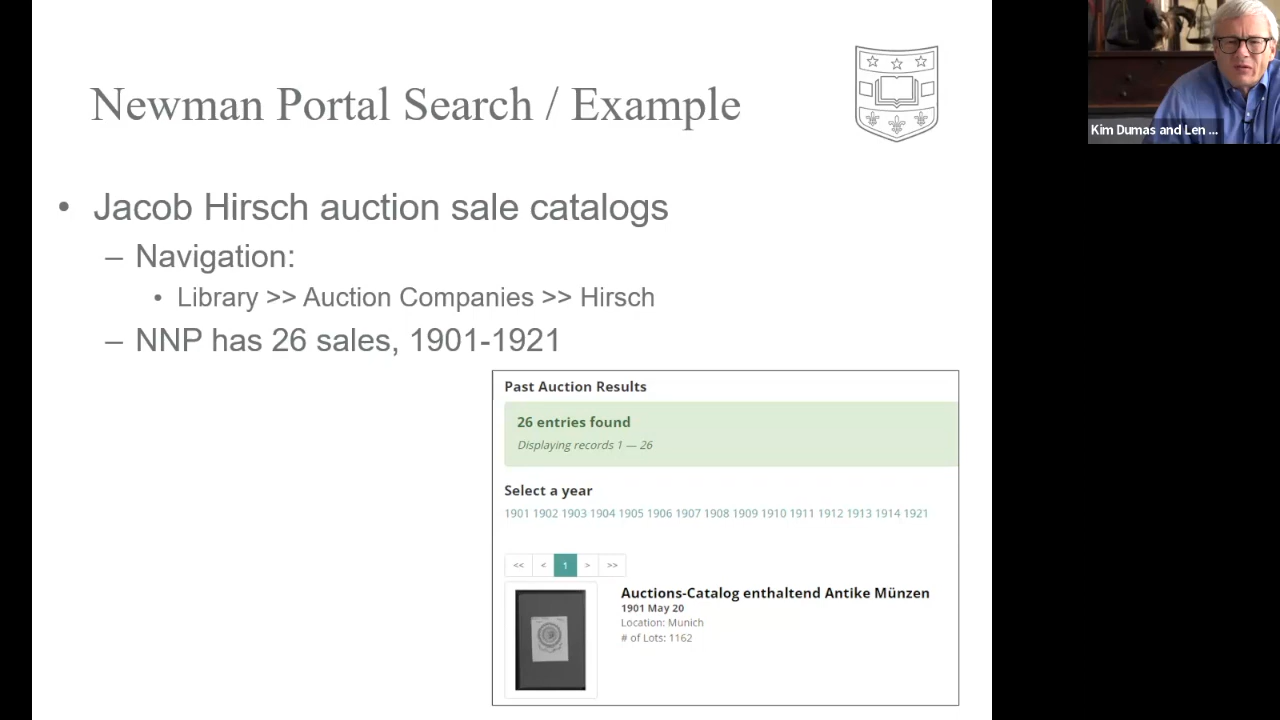 Newman Portal Search / Example
• Jacob Hirsch auction sale catalogs
– Navigation:
• Library >> Auction Companies >> Hirsch
– NNP has 26 sales, 1901-1921
Past Auction Results
26 entries found
Displaying records 1 — 26
Select a year
1901 1902 1903 1904 1905 1906 1907 1908 1909 1910 1911 1912 1913 1914 1921
<< < 1 > >>
Auctions-Catalog enthaltend Antike Münzen
1901 May 20
Location: Munich
# of Lots: 1162
Kim Dumas and Len ...